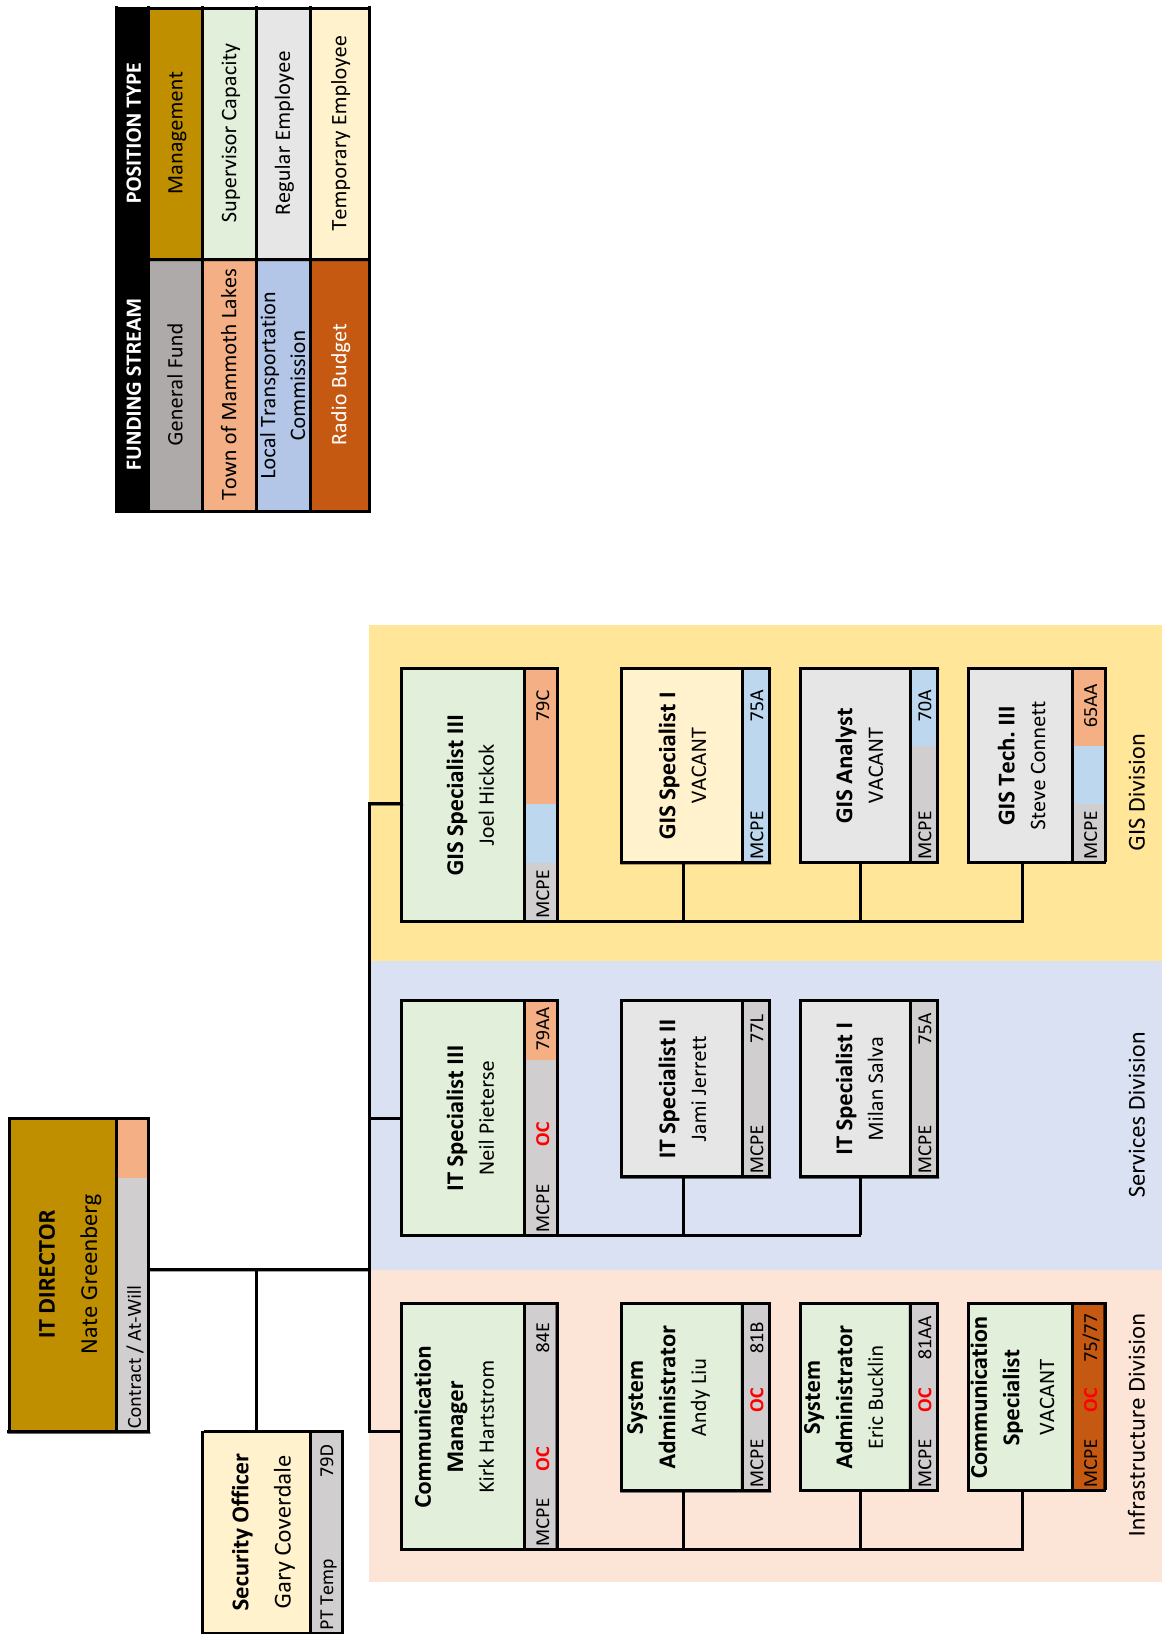 IT DIRECTOR
Nate Greenberg
Contract / At-Will
Security Officer
Gary Coverdale
PT Temp 79D
FUNDING STREAM POSITION TYPE
General Fund Management
Town of Mammoth Lakes Supervisor Capacity
Local Transportation
Commission
Regular Employee
Radio Budget Temporary Employee
Communication
Manager
Kirk Hartstrom
MCPE OC 84E
System
Administrator
Andy Liu
MCPE OC 81B
System
Administrator
Eric Bucklin
MCPE OC 81AA
Communication
Specialist
VACANT
MCPE OC 75/77
Infrastructure Division
IT Specialist III
Neil Pieterse
MCPE OC 79AA
IT Specialist II
Jami Jerrett
MCPE 77L
IT Specialist I
Milan Salva
MCPE 75A
Services Division
GIS Specialist III
Joel Hickok
MCPE 79C
GIS Specialist I
VACANT
MCPE 75A
GIS Analyst
VACANT
MCPE 70A
GIS Tech. III
Steve Connett
MCPE 65AA
GIS Division